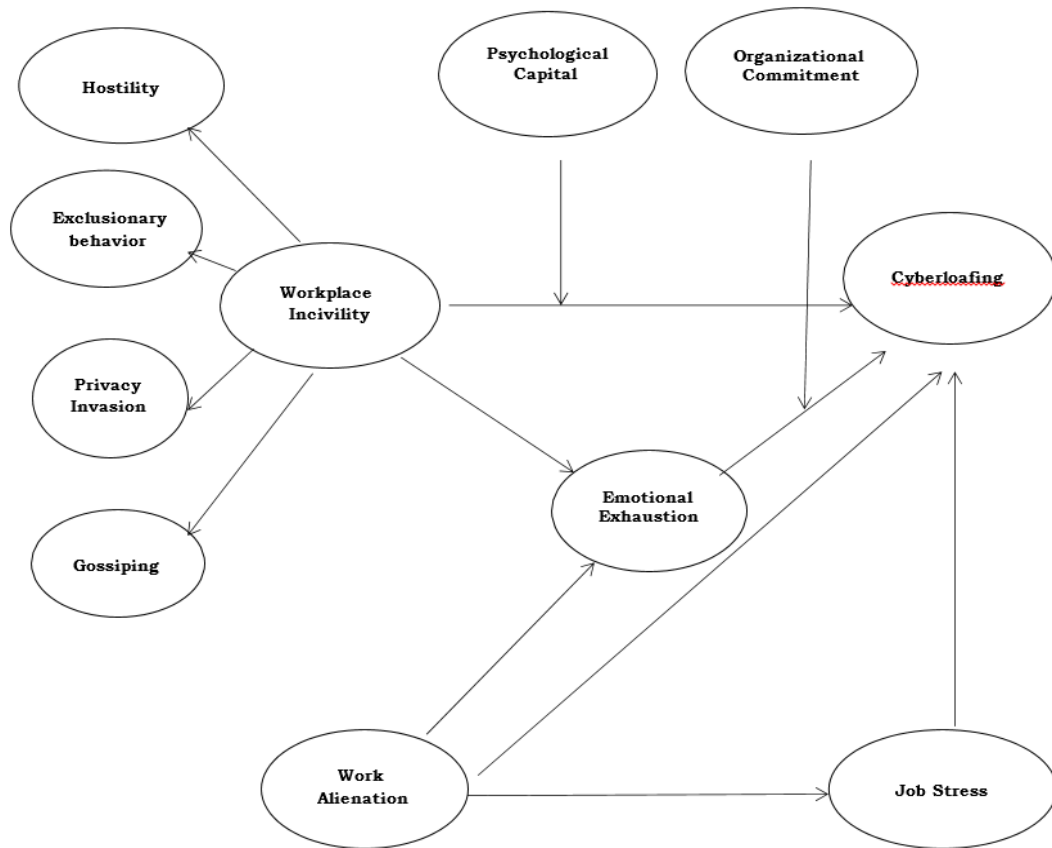 Psychological
Capital
Organizational
Commitment
Hostility
Exclusionary
behavior
Workplace
Incivility
Cyberloafing
Privacy
Invasion
Emotional
Exhaustion
Gossiping
Work
Alienation
Job Stress